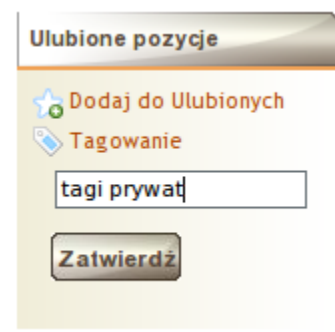 Ulubione pozycje
Dodaj do Ulubionych
Tagowanie
tagi prywat
Zatwierdź